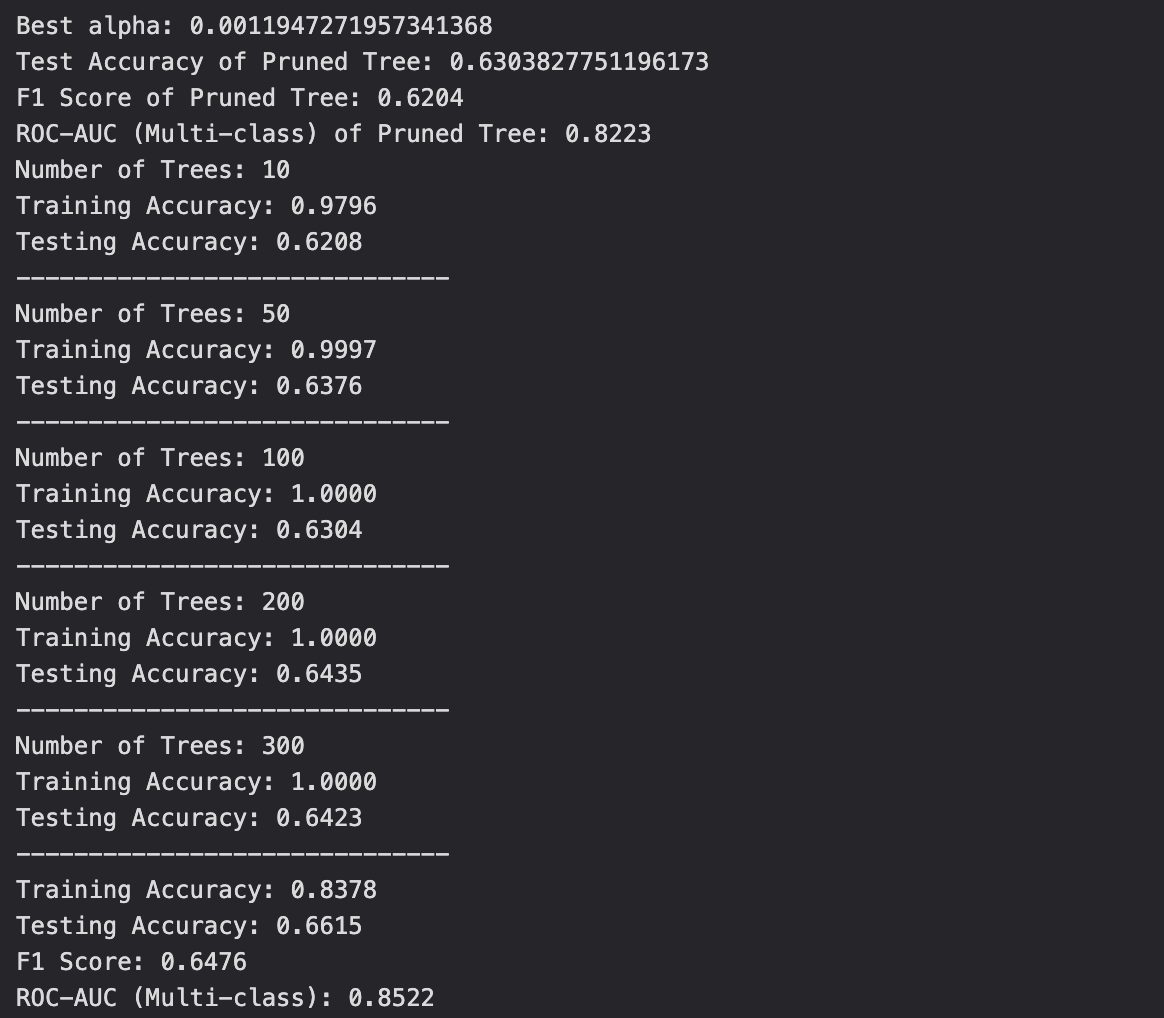 Best alpha: 0.0011947271957341368
Test Accuracy of Pruned Tree: 0.6303827751196173
F1 Score of Pruned Tree: 0.6204
ROC-AUC (Multi-class) of Pruned Tree: 0.8223
Number of Trees: 10
Training Accuracy: 0.9796
Testing Accuracy: 0.6208
------------------------------
Number of Trees: 50
Training Accuracy: 0.9997
Testing Accuracy: 0.6376
------------------------------
Number of Trees: 100
Training Accuracy: 1.0000
Testing Accuracy: 0.6304
------------------------------
Number of Trees: 200
Training Accuracy: 1.0000
Testing Accuracy: 0.6435
------------------------------
Number of Trees: 300
Training Accuracy: 1.0000
Testing Accuracy: 0.6423
------------------------------
Training Accuracy: 0.8378
Testing Accuracy: 0.6615
F1 Score: 0.6476
ROC-AUC (Multi-class): 0.8522